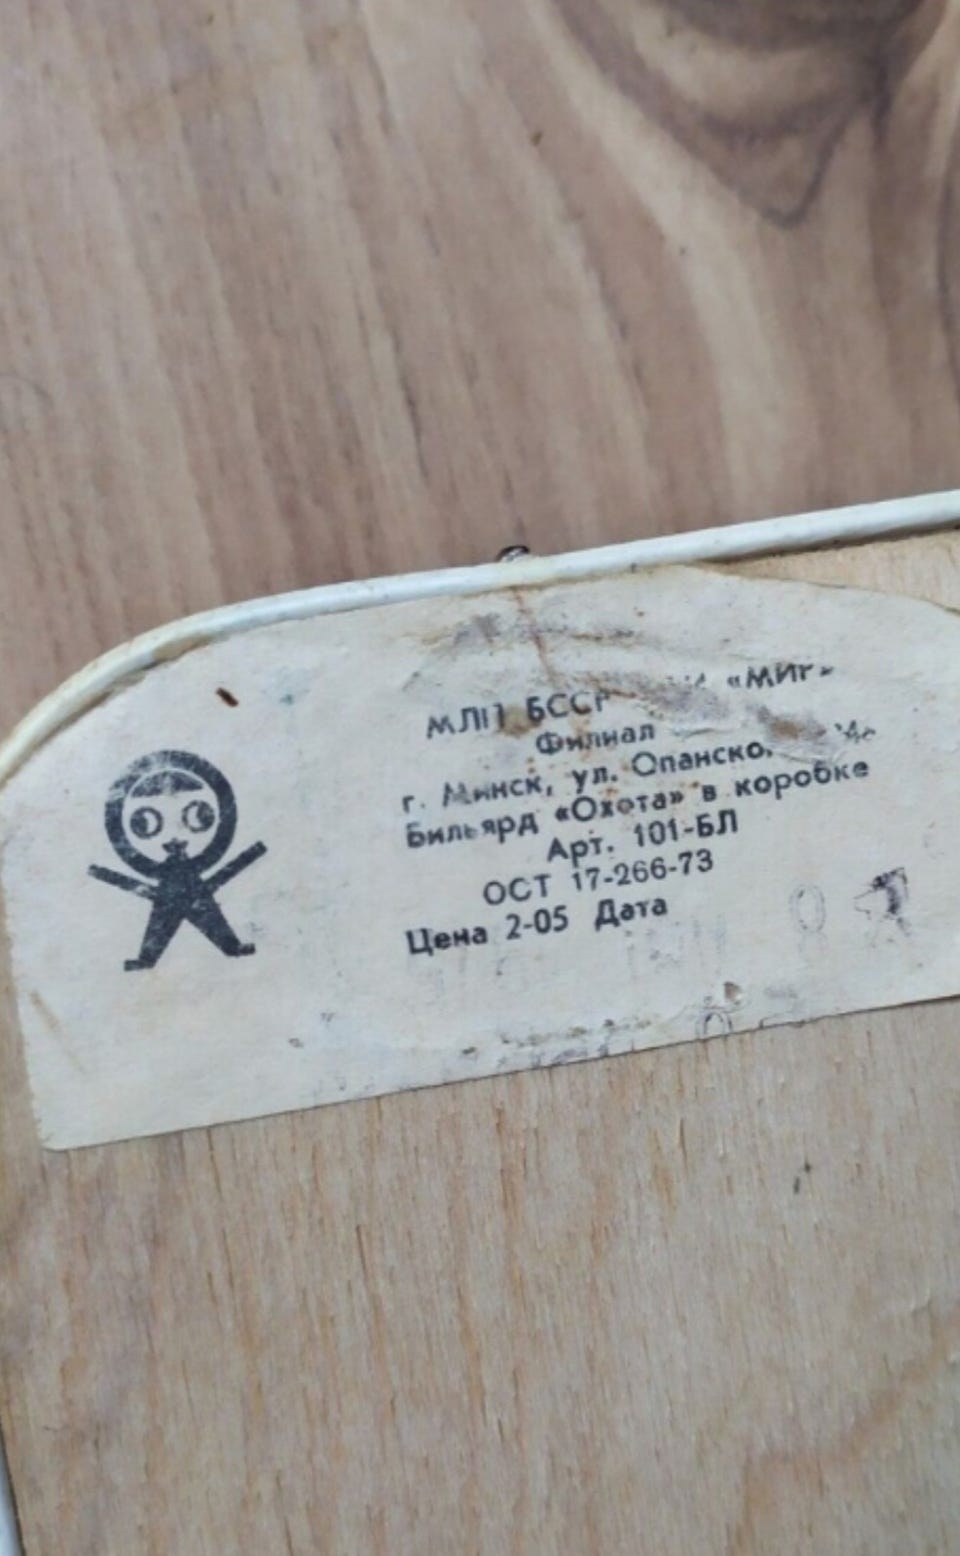 МЛП БССР «МИР»
Филиал
г. Минск, ул. Опанского
Бильярд «Охота» в коробке
Арт. 101-БЛ
ОСТ 17-266-73
Цена 2-05 Дата